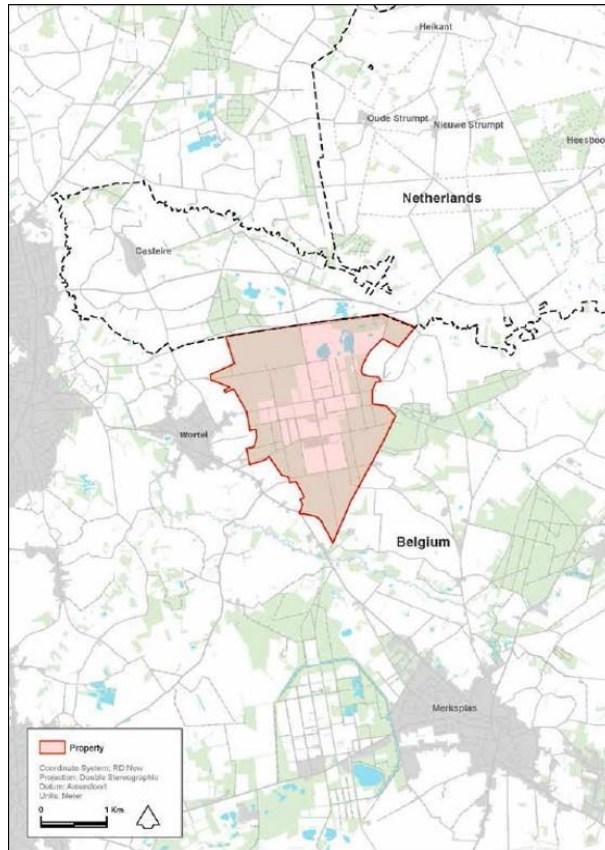 Heikant
Oude Strumpt
Nieuwe Strumpt
Netherlands
Castelre
Wortel
Belgium
Merksplas
Property
Coordinate System: RD New
Projection: Double Stereographic
Datum: Amersfoort
Units: Meter
0 1 Km